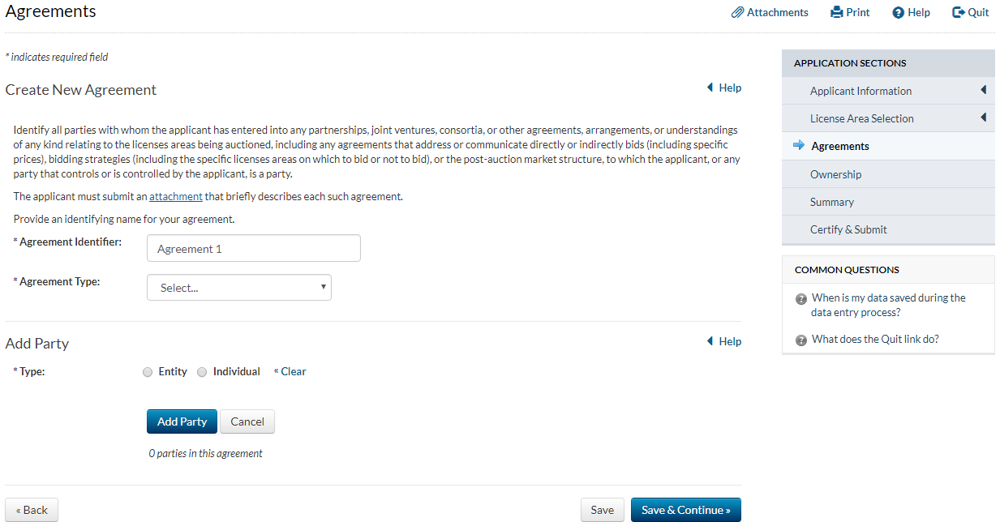 Agreements
Attachments Print Help Quit
* indicates required field
Create New Agreement
Help
Identify all parties with whom the applicant has entered into any partnerships, joint ventures, consortia, or other agreements, arrangements, or understandings
of any kind relating to the licenses areas being auctioned, including any agreements that address or communicate directly or indirectly bids (including specific
prices), bidding strategies (including the specific licenses areas on which to bid or not to bid), or the post-auction market structure, to which the applicant, or any
party that controls or is controlled by the applicant, is a party.
The applicant must submit an attachment that briefly describes each such agreement.
Provide an identifying name for your agreement.
* Agreement Identifier: Agreement 1
* Agreement Type: Select...
Add Party
Help
* Type: Entity Individual « Clear
Add Party Cancel
0 parties in this agreement
« Back Save Save & Continue »
APPLICATION SECTIONS
Applicant Information
License Area Selection
Agreements
Ownership
Summary
Certify & Submit
COMMON QUESTIONS
When is my data saved during the
data entry process?
What does the Quit link do?